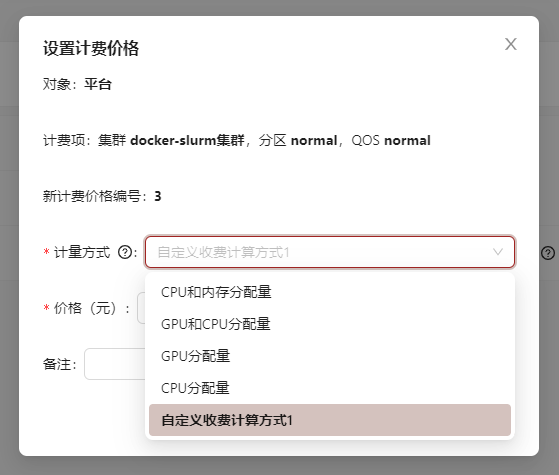 设置计费价格
对象：平台
计费项：集群 docker-slurm集群，分区 normal，QOS normal
新计费价格编号：3
* 计量方式 ?：自定义收费计算方式1
* 价格（元）：
备注：
CPU和内存分配量
GPU和CPU分配量
GPU分配量
CPU分配量
自定义收费计算方式1